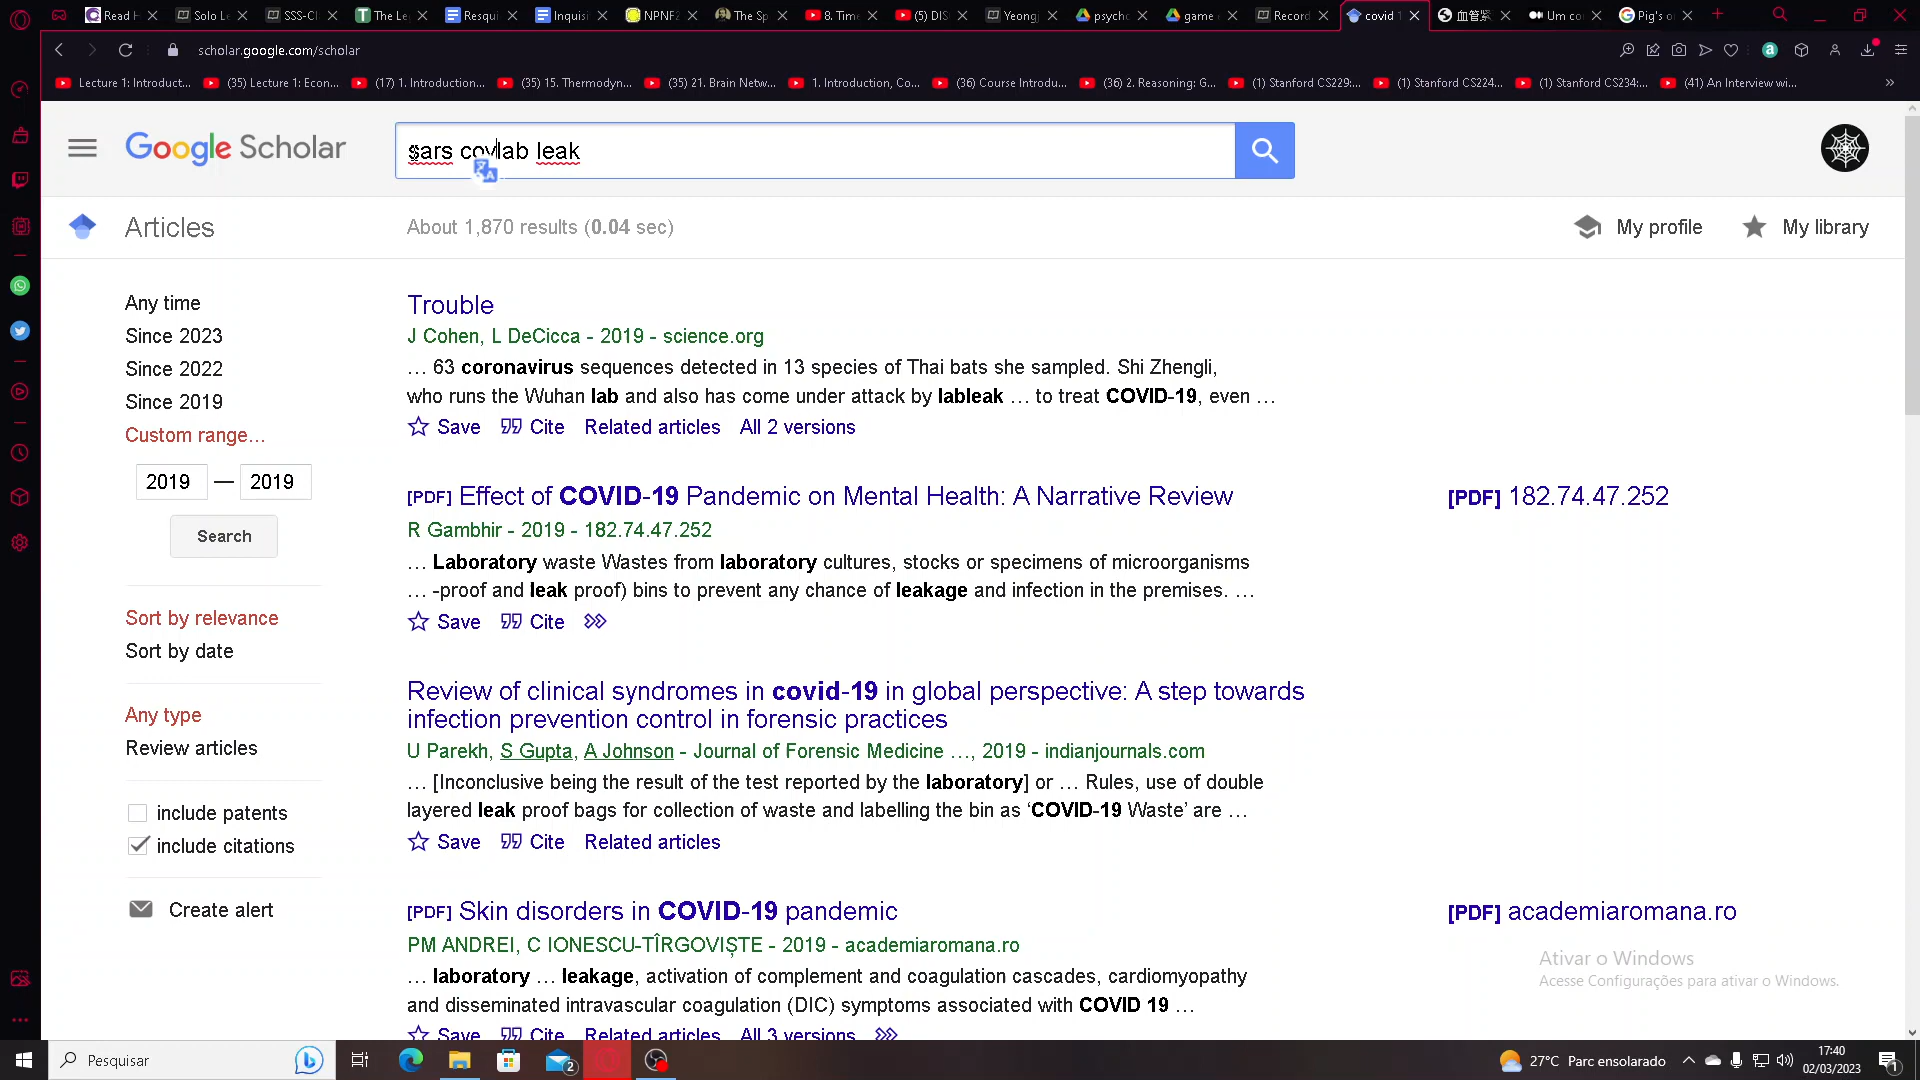 Read H
Solo Le
SSS-Cl
The Le
Resqui
Inquisi
NPNF2
The Sp
8. Time
(5) DIS
Yeongj
psycho
game
Record
covid 1
血管紧
Um co
Pig's o
scholar.google.com/scholar
Lecture 1: Introduct...
(35) Lecture 1: Econ...
(17) 1. Introduction...
(35) 15. Thermodyn...
(35) 21. Brain Netw...
1. Introduction, Co...
(36) Course Introdu...
(36) 2. Reasoning: G...
(1) Stanford CS229:...
(1) Stanford CS224...
(1) Stanford CS234:...
(41) An Interview wi...
Google Scholar
sars covlab leak
Articles
About 1,870 results (0.04 sec)
My profile
My library
Any time
Since 2023
Since 2022
Since 2019
Custom range...
2019 — 2019
Search
Sort by relevance
Sort by date
Any type
Review articles
include patents
include citations
Create alert
Trouble
J Cohen, L DeCicca - 2019 - science.org
… 63 coronavirus sequences detected in 13 species of Thai bats she sampled. Shi Zhengli,
who runs the Wuhan lab and also has come under attack by lableak … to treat COVID-19, even …
Save Cite Related articles All 2 versions
[PDF] Effect of COVID-19 Pandemic on Mental Health: A Narrative Review
R Gambhir - 2019 - 182.74.47.252
… Laboratory waste Wastes from laboratory cultures, stocks or specimens of microorganisms
… -proof and leak proof) bins to prevent any chance of leakage and infection in the premises. …
Save Cite
[PDF] 182.74.47.252
Review of clinical syndromes in covid-19 in global perspective: A step towards
infection prevention control in forensic practices
U Parekh, S Gupta, A Johnson - Journal of Forensic Medicine …, 2019 - indianjournals.com
… [Inconclusive being the result of the test reported by the laboratory] or … Rules, use of double
layered leak proof bags for collection of waste and labelling the bin as ‘COVID-19 Waste’ are …
Save Cite Related articles
[PDF] Skin disorders in COVID-19 pandemic
PM ANDREI, C IONESCU-TÎRGOVIȘTE - 2019 - academiaromana.ro
… laboratory … leakage, activation of complement and coagulation cascades, cardiomyopathy
and disseminated intravascular coagulation (DIC) symptoms associated with COVID 19 …
Save Cite Related articles All 3 versions
[PDF] academiaromana.ro
Ativar o Windows
Acesse Configurações para ativar o Windows.
Pesquisar
2
27°C Parc ensolarado
17:40
02/03/2023
1